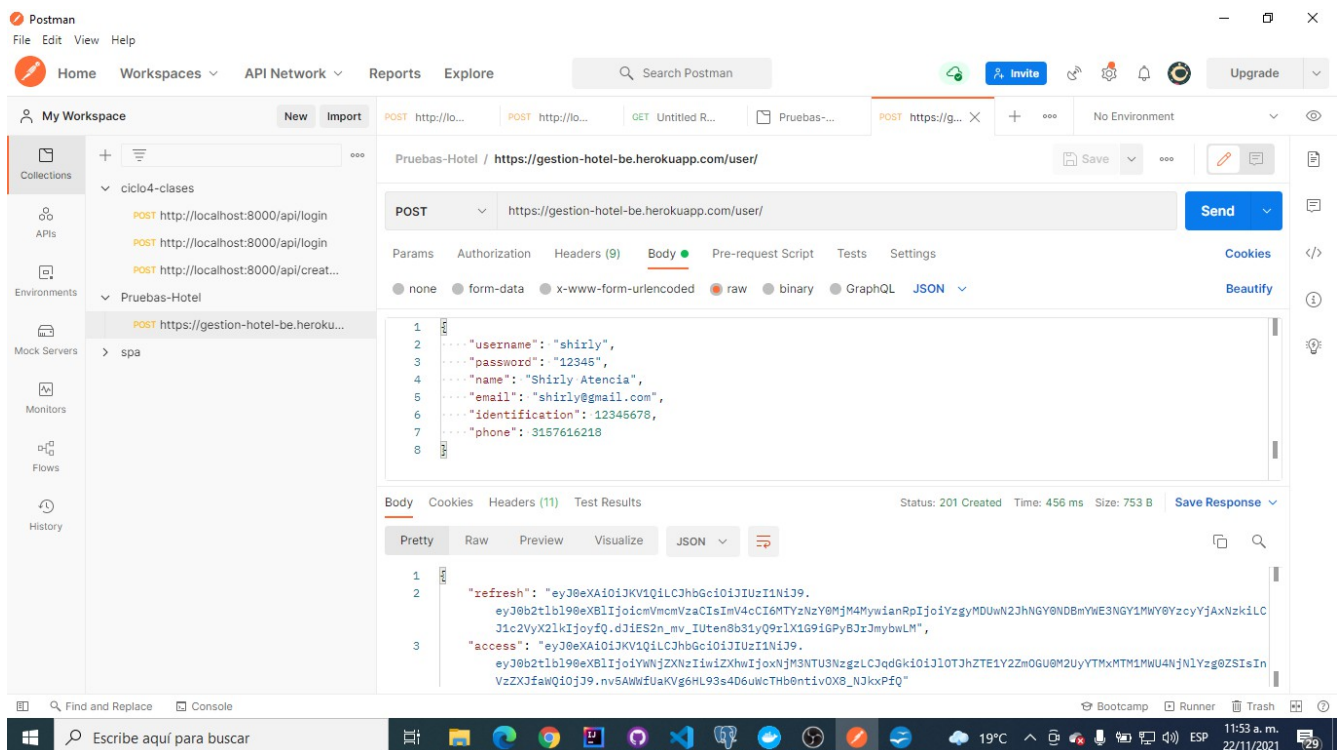 Postman
File Edit View Help
Home Workspaces API Network Reports Explore Search Postman Invite Upgrade
My Workspace New Import POST http://lo... POST http://lo... GET Untitled R... Pruebas-... POST https://g... No Environment
Collections
APIs
Environments
Mock Servers
Monitors
Flows
History
ciclo4-clases
POST http://localhost:8000/api/login
POST http://localhost:8000/api/login
POST http://localhost:8000/api/creat...
Pruebas-Hotel
POST https://gestion-hotel-be.heroku...
spa
Pruebas-Hotel / https://gestion-hotel-be.herokuapp.com/user/ Save
POST https://gestion-hotel-be.herokuapp.com/user/ Send
Params Authorization Headers (9) Body Pre-request Script Tests Settings Cookies
none form-data x-www-form-urlencoded raw binary GraphQL JSON Beautify
1 {
2 "username": "shirly",
3 "password": "12345",
4 "name": "Shirly Atencia",
5 "email": "shirly@gmail.com",
6 "identification": 12345678,
7 "phone": 3157616218
8 }
Body Cookies Headers (11) Test Results Status: 201 Created Time: 456 ms Size: 753 B Save Response
Pretty Raw Preview Visualize JSON
1 {
2 "refresh": "eyJ0eXAiOiJKV1QiLCJhbGciOiJIUzI1NiJ9.
3 "access": "eyJ0eXAiOiJKV1QiLCJhbGciOiJIUzI1NiJ9.
Find and Replace Console Bootcamp Runner Trash
Escribe aquí para buscar 19°C ESP 11:53 a. m.
22/11/2021
29